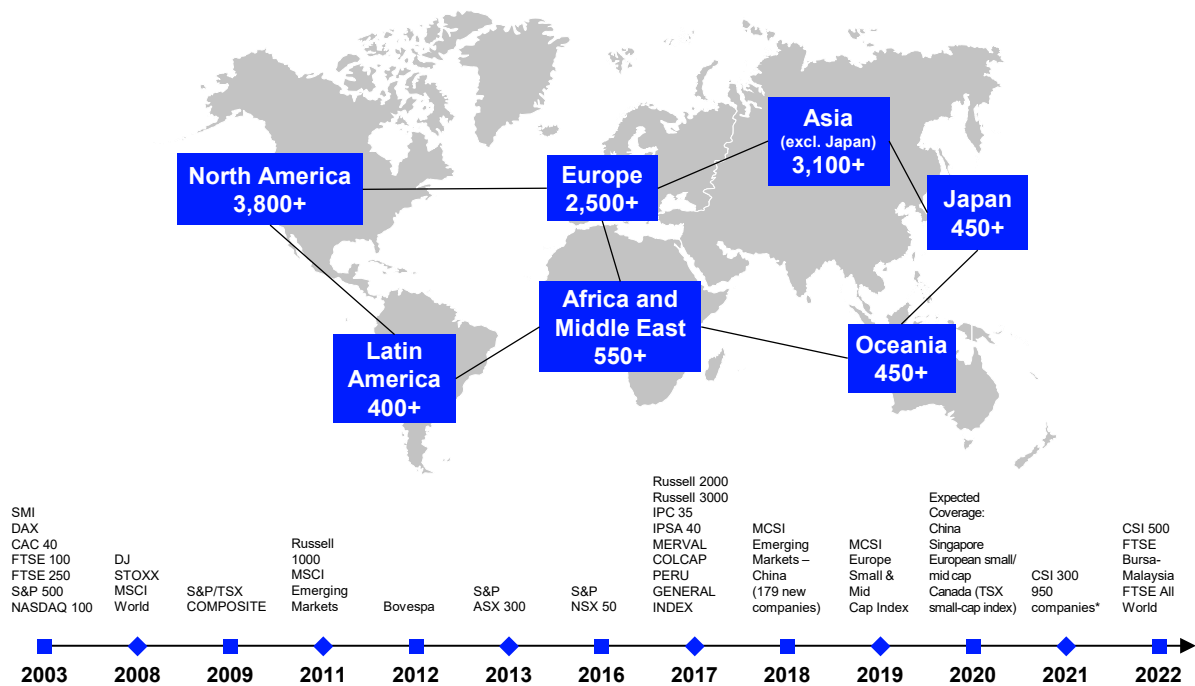 North America
3,800+
Europe
2,500+
Asia
(excl. Japan)
3,100+
Japan
450+
Africa and
Middle East
550+
Latin
America
400+
Oceania
450+
SMI
DAX
CAC 40
FTSE 100
FTSE 250
S&P 500
NASDAQ 100
DJ
STOXX
MSCI
World
S&P/TSX
COMPOSITE
Russell
1000
MSCI
Emerging
Markets
Bovespa
S&P
ASX 300
S&P
NSX 50
Russell 2000
Russell 3000
IPC 35
IPSA 40
MERVAL
COLCAP
PERU
GENERAL
INDEX
MCSI
Emerging
Markets –
China
(179 new
companies)
MCSI
Europe
Small &
Mid
Cap Index
Expected
Coverage:
China
Singapore
European small/
mid cap
Canada (TSX
small-cap index)
CSI 300
950
companies*
CSI 500
FTSE
Bursa-
Malaysia
FTSE All
World
2003
2008
2009
2011
2012
2013
2016
2017
2018
2019
2020
2021
2022